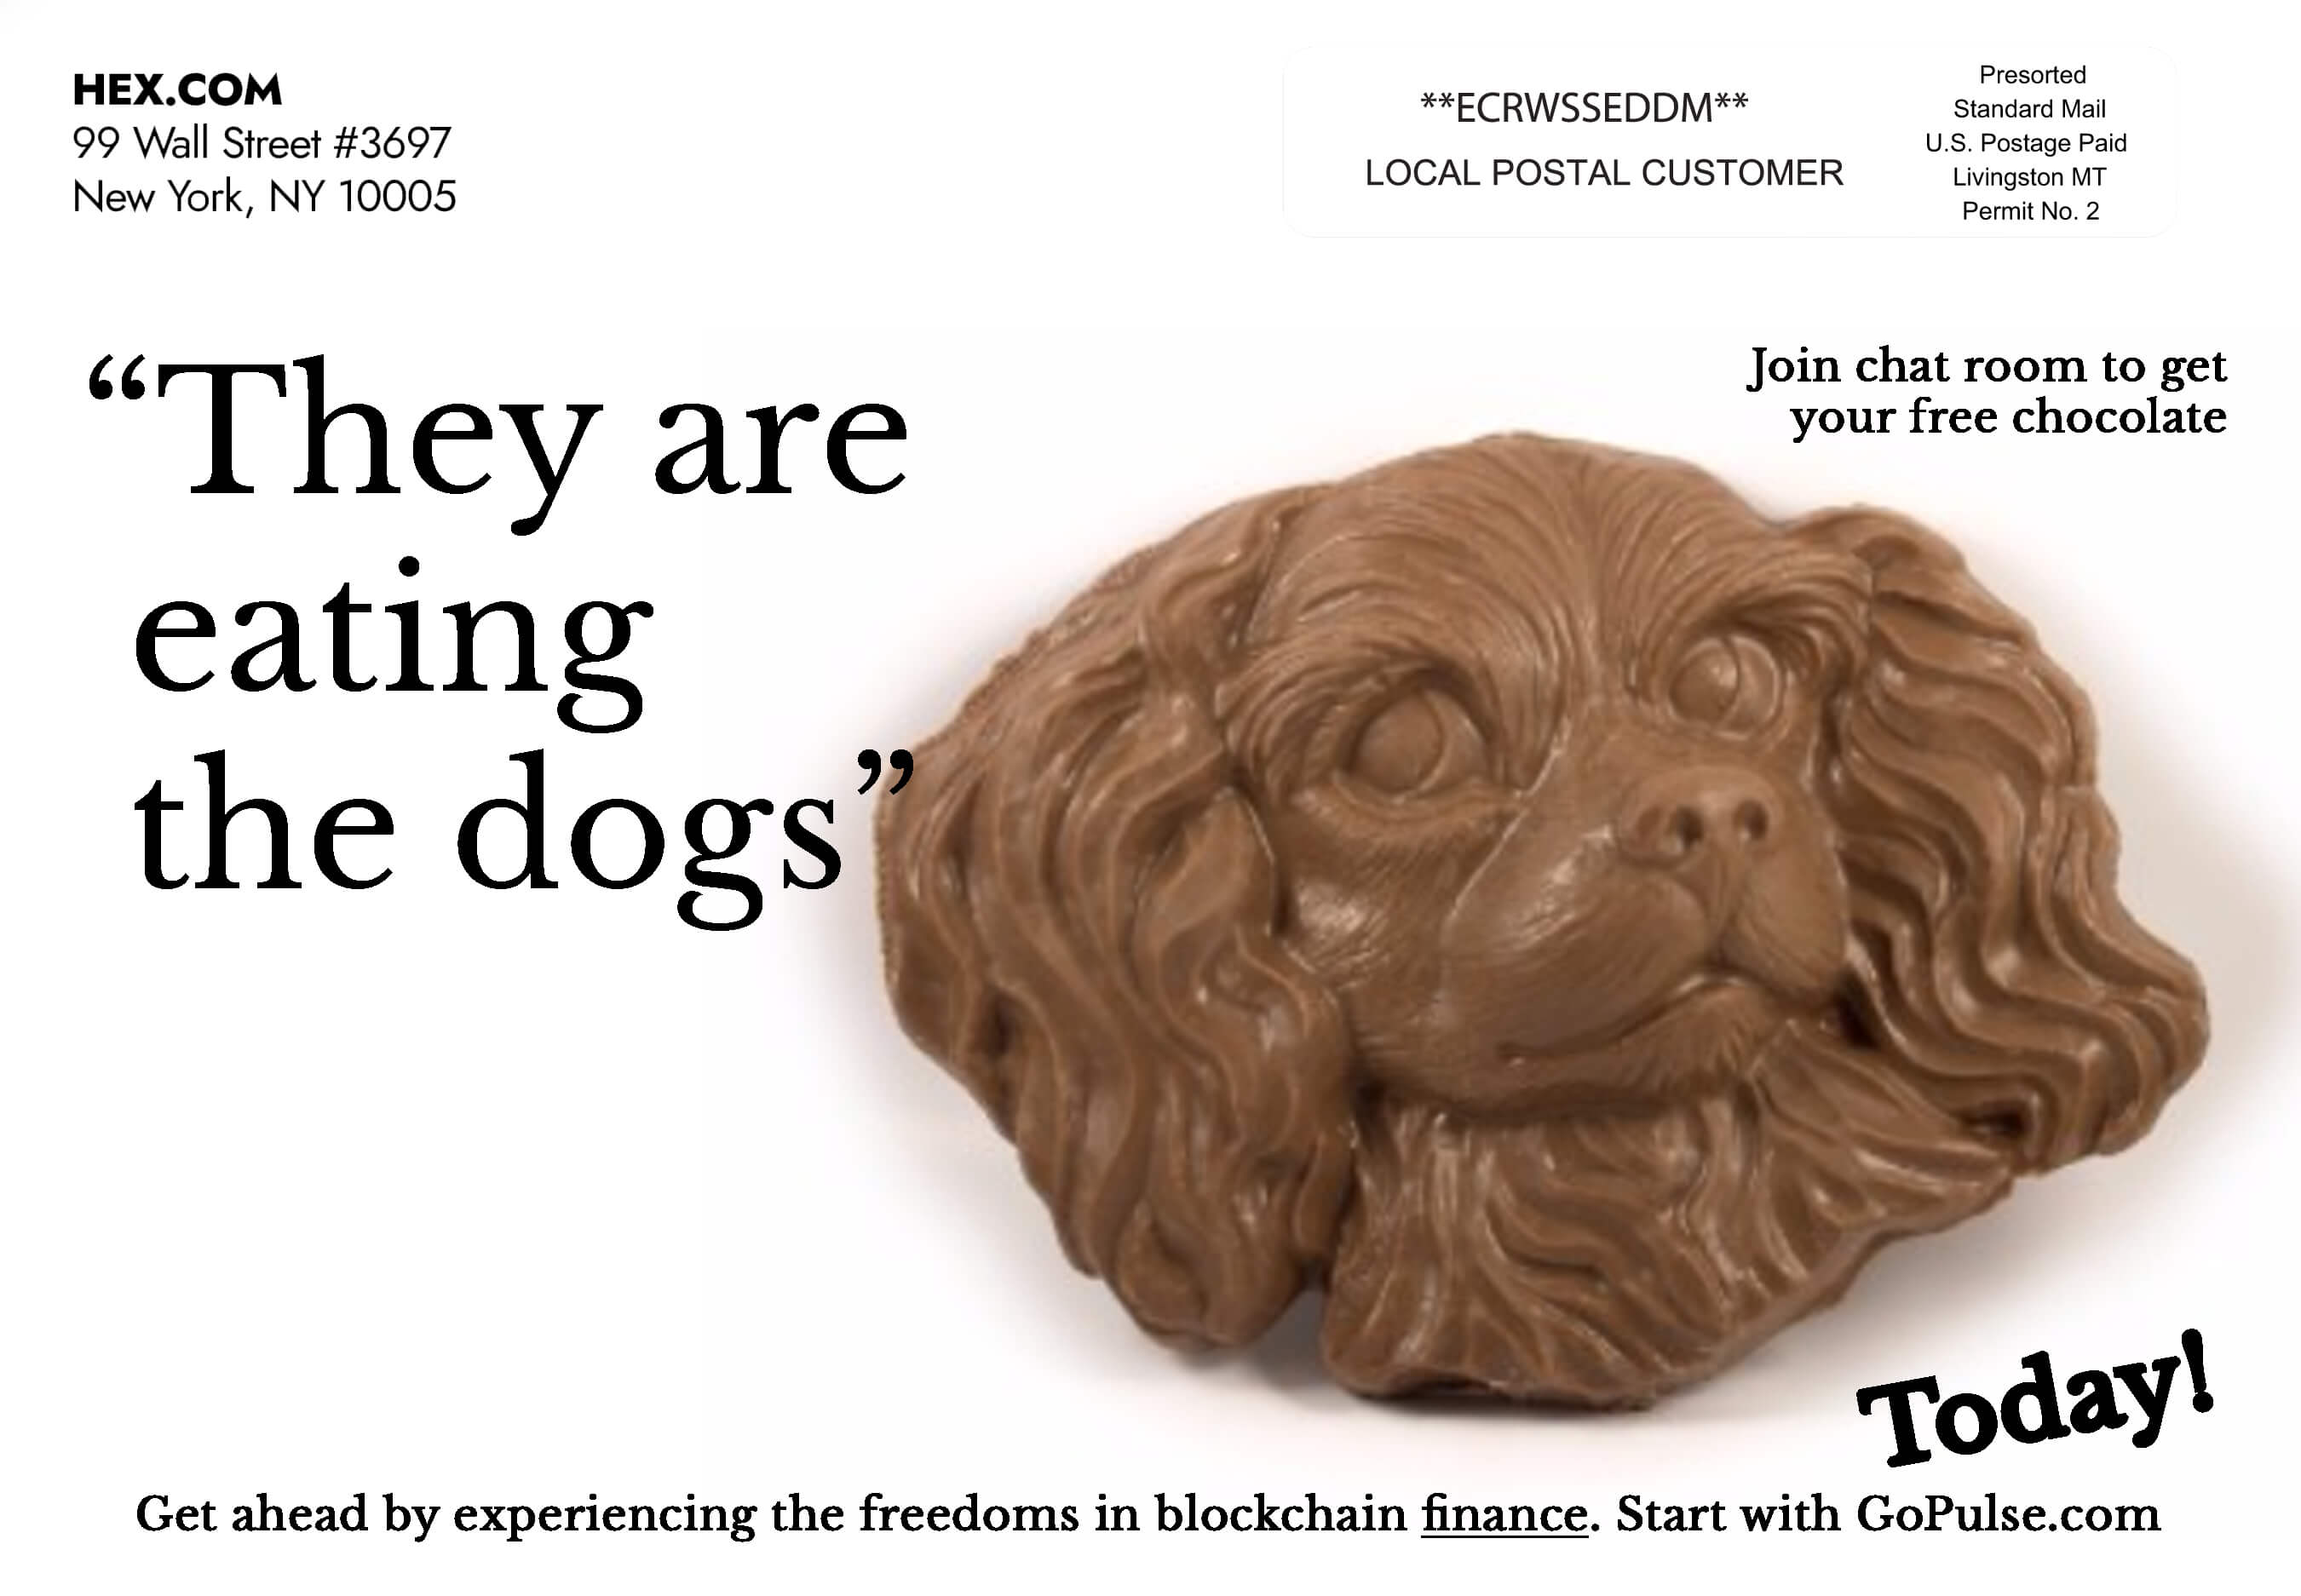 HEX.COM
99 Wall Street #3697
New York, NY 10005
**ECRWSSEDDM**
LOCAL POSTAL CUSTOMER
Presorted
Standard Mail
U.S. Postage Paid
Livingston MT
Permit No. 2
“They are
eating
the dogs”
Join chat room to get
your free chocolate
Today!
Get ahead by experiencing the freedoms in blockchain finance. Start with GoPulse.com